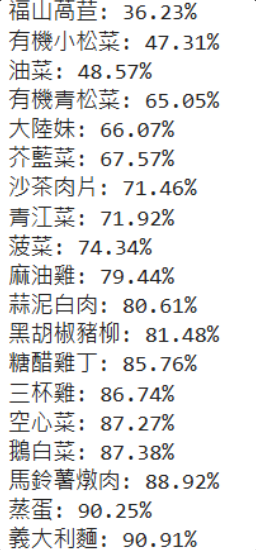 福山萵苣: 36.23%
有機小松菜: 47.31%
油菜: 48.57%
有機青松菜: 65.05%
大陸妹: 66.07%
芥藍菜: 67.57%
沙茶肉片: 71.46%
青江菜: 71.92%
菠菜: 74.34%
麻油雞: 79.44%
蒜泥白肉: 80.61%
黑胡椒豬柳: 81.48%
糖醋雞丁: 85.76%
三杯雞: 86.74%
空心菜: 87.27%
鵝白菜: 87.38%
馬鈴薯燉肉: 88.92%
蒸蛋: 90.25%
義大利麵: 90.91%